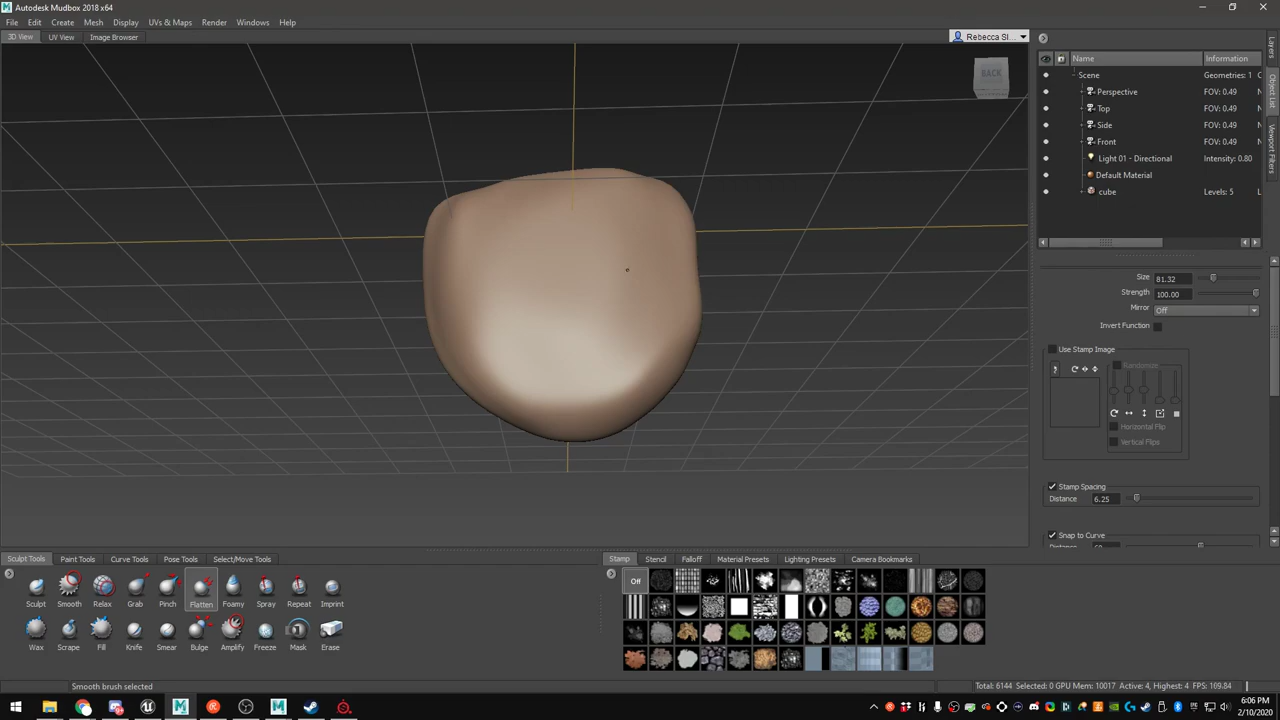 Autodesk Mudbox 2018 x64
File Edit Create Mesh Display UVs & Maps Render Windows Help
3D View UV View Image Browser
Rebecca Sl...
BACK
Name Information
Scene Geometries: 1
Perspective FOV: 0.49
Top FOV: 0.49
Side FOV: 0.49
Front FOV: 0.49
Light 01 - Directional Intensity: 0.80
Default Material
cube Levels: 5
Layers
Object List
Viewport Filters
Size 81.32
Strength 100.00
Mirror Off
Invert Function
Use Stamp Image
Randomize
Horizontal Flip
Vertical Flips
Stamp Spacing
Distance 6.25
Snap to Curve
Sculpt Tools Paint Tools Curve Tools Pose Tools Select/Move Tools
Sculpt Smooth Relax Grab Pinch Flatten Foamy Spray Repeat Imprint
Wax Scrape Fill Knife Smear Bulge Amplify Freeze Mask Erase
Stamp Stencil Falloff Material Presets Lighting Presets Camera Bookmarks
Off
Smooth brush selected
Total: 6144 Selected: 0 GPU Mem: 10017 Active: 4, Highest: 4 FPS: 109.84
6:06 PM
2/10/2020